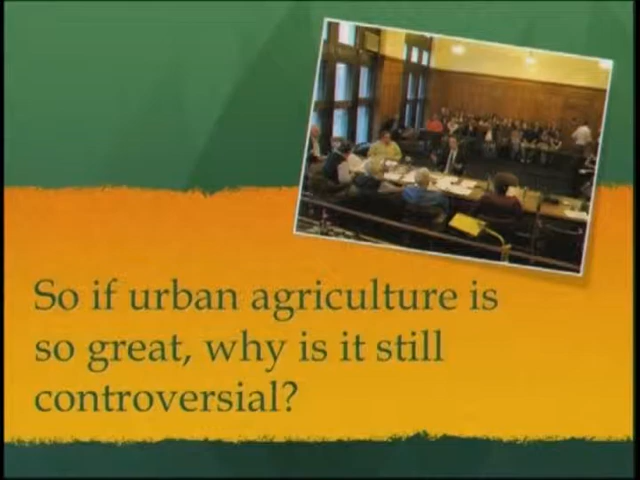 So if urban agriculture is
so great, why is it still
controversial?